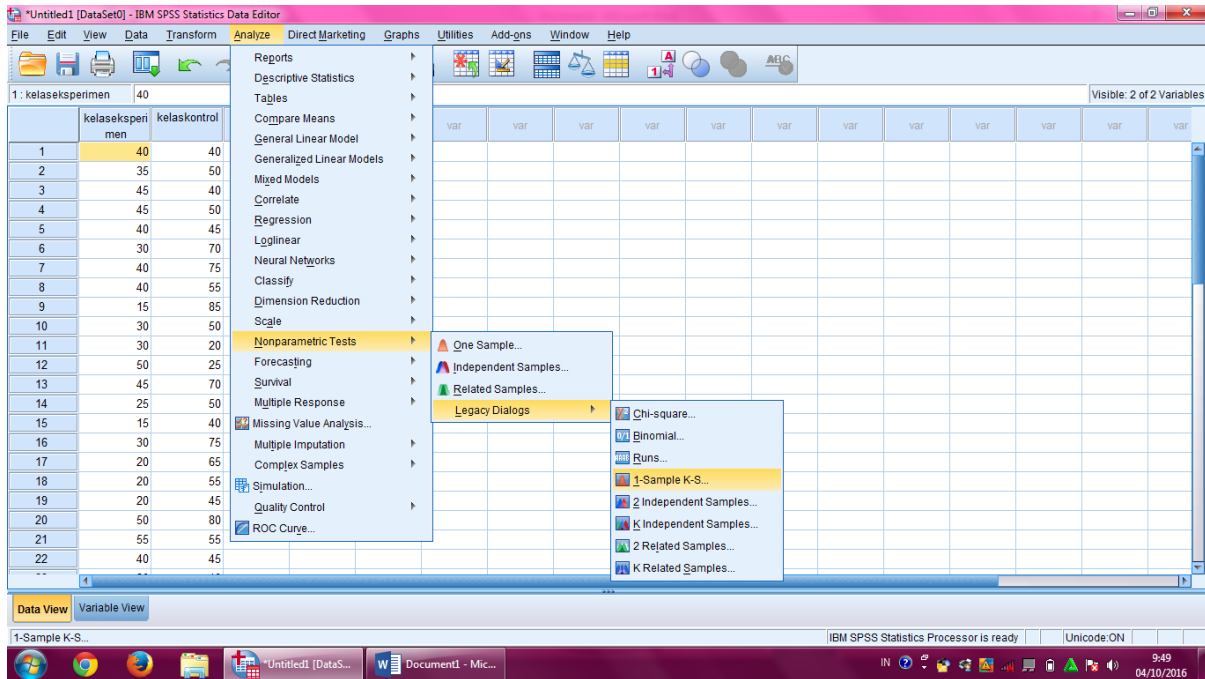 *Untitled1 [DataSet0] - IBM SPSS Statistics Data Editor
File Edit View Data Transform Analyze Direct Marketing Graphs Utilities Add-ons Window Help
1 : kelaseksperimen 40 Visible: 2 of 2 Variables
kelaseksperi
men
kelaskontrol
var var var var var var var var var var var var
1 40 40
2 35 50
3 45 40
4 45 50
5 40 45
6 30 70
7 40 75
8 40 55
9 15 85
10 30 50
11 30 20
12 50 25
13 45 70
14 25 50
15 15 40
16 30 75
17 20 65
18 20 55
19 20 45
20 50 80
21 55 55
22 40 45
Reports
Descriptive Statistics
Tables
Compare Means
General Linear Model
Generalized Linear Models
Mixed Models
Correlate
Regression
Loglinear
Neural Networks
Classify
Dimension Reduction
Scale
Nonparametric Tests
Forecasting
Survival
Multiple Response
Missing Value Analysis...
Multiple Imputation
Complex Samples
Simulation...
Quality Control
ROC Curve...
One Sample...
Independent Samples...
Related Samples...
Legacy Dialogs
Chi-square...
Binomial...
Runs...
1-Sample K-S...
2 Independent Samples...
K Independent Samples...
2 Related Samples...
K Related Samples...
Data View Variable View
1-Sample K-S... IBM SPSS Statistics Processor is ready Unicode:ON
*Untitled1 [DataS... Document1 - Mic... IN 9:49
04/10/2016